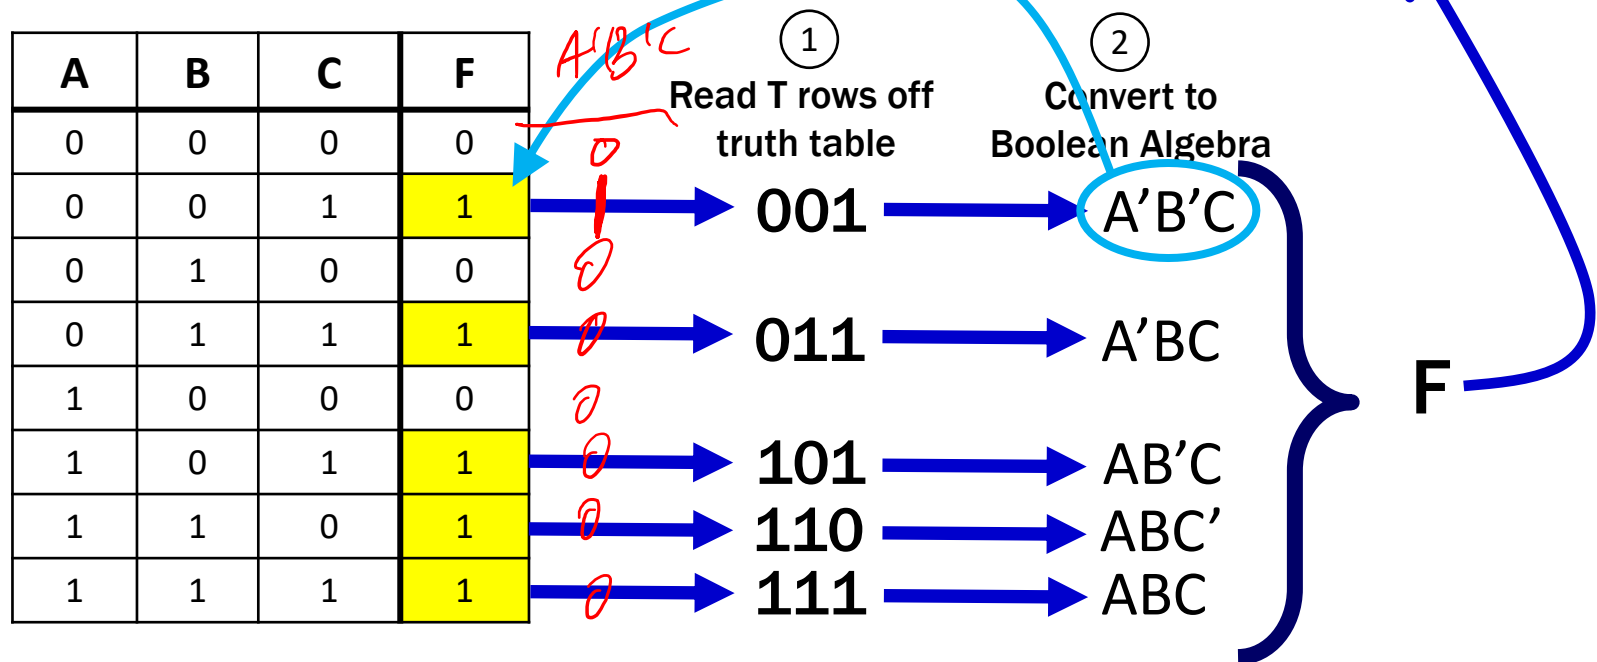 A B C F A'B'C ① ②
Read T rows off Convert to
truth table Boolean Algebra
0 0 0 0 0
0 0 1 1 1 001 A’B’C
0 1 0 0 0
0 1 1 1 0 011 A’BC
F
1 0 0 0 0
1 0 1 1 0 101 AB’C
1 1 0 1 0 110 ABC’
1 1 1 1 0 111 ABC